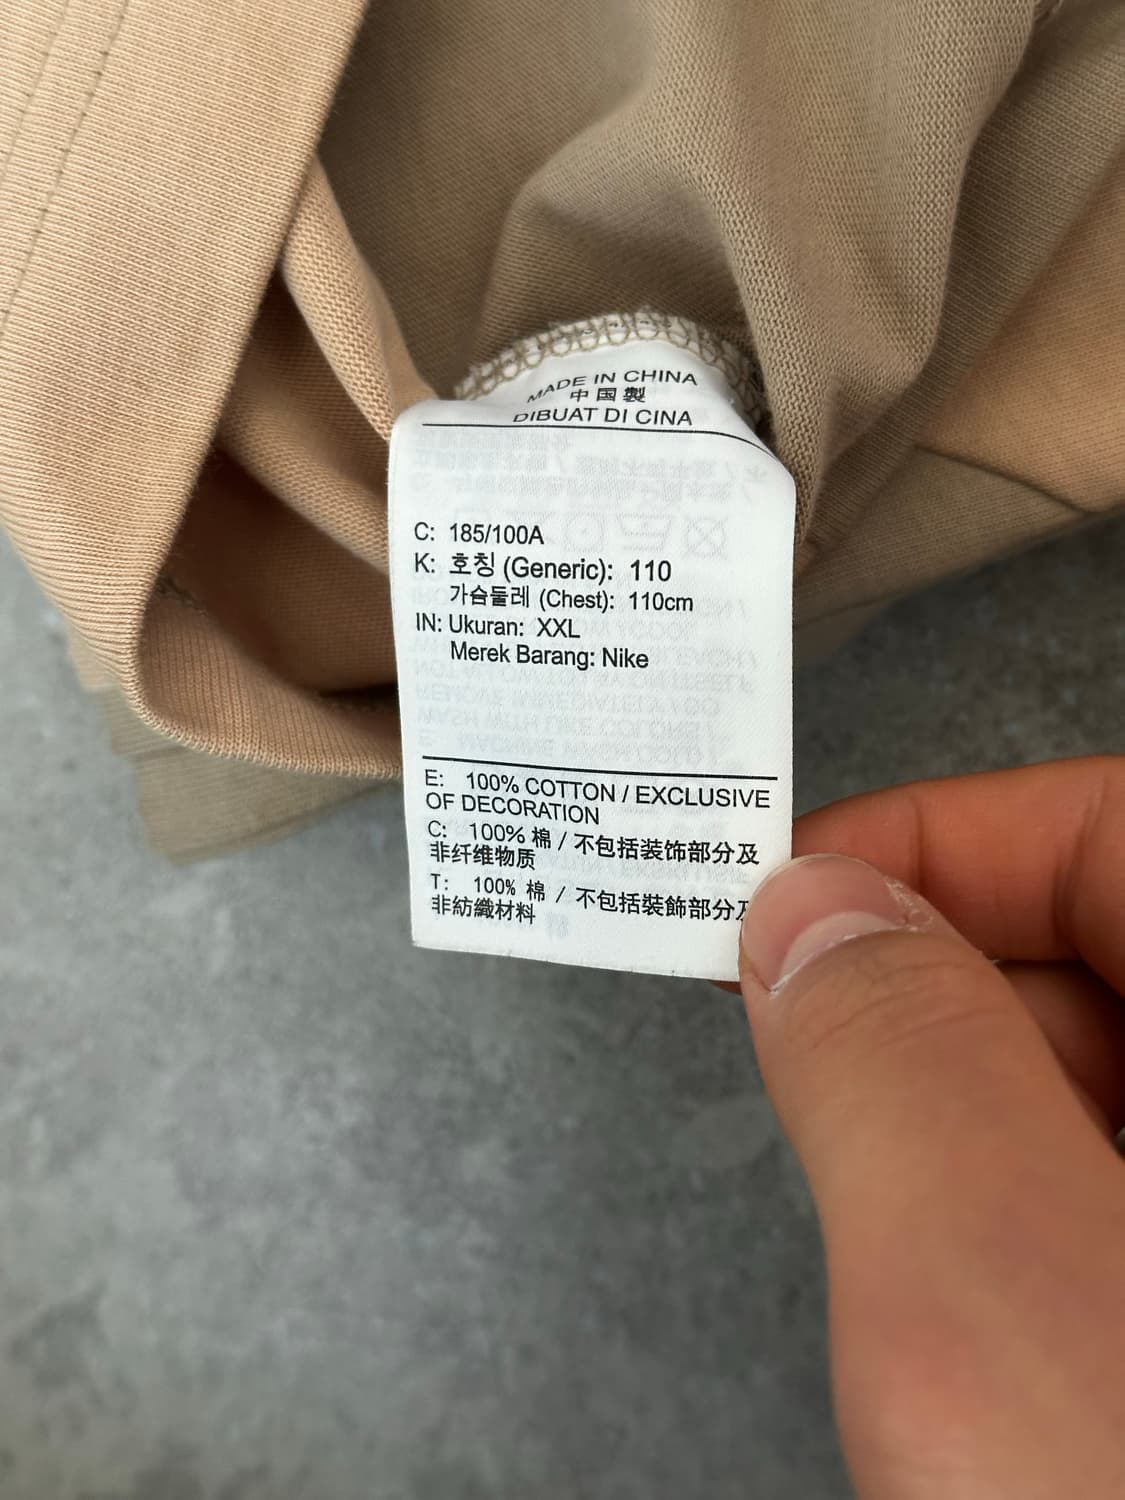 MADE IN CHINA
中国製
DIBUAT DI CINA
C: 185/100A
K: 호칭 (Generic): 110
가슴둘레 (Chest): 110cm
IN: Ukuran: XXL
Merek Barang: Nike
E: 100% COTTON / EXCLUSIVE
OF DECORATION
C: 100% 棉 / 不包括装饰部分及
非纤维物质
T: 100% 棉 / 不包括裝飾部分及
非紡織材料